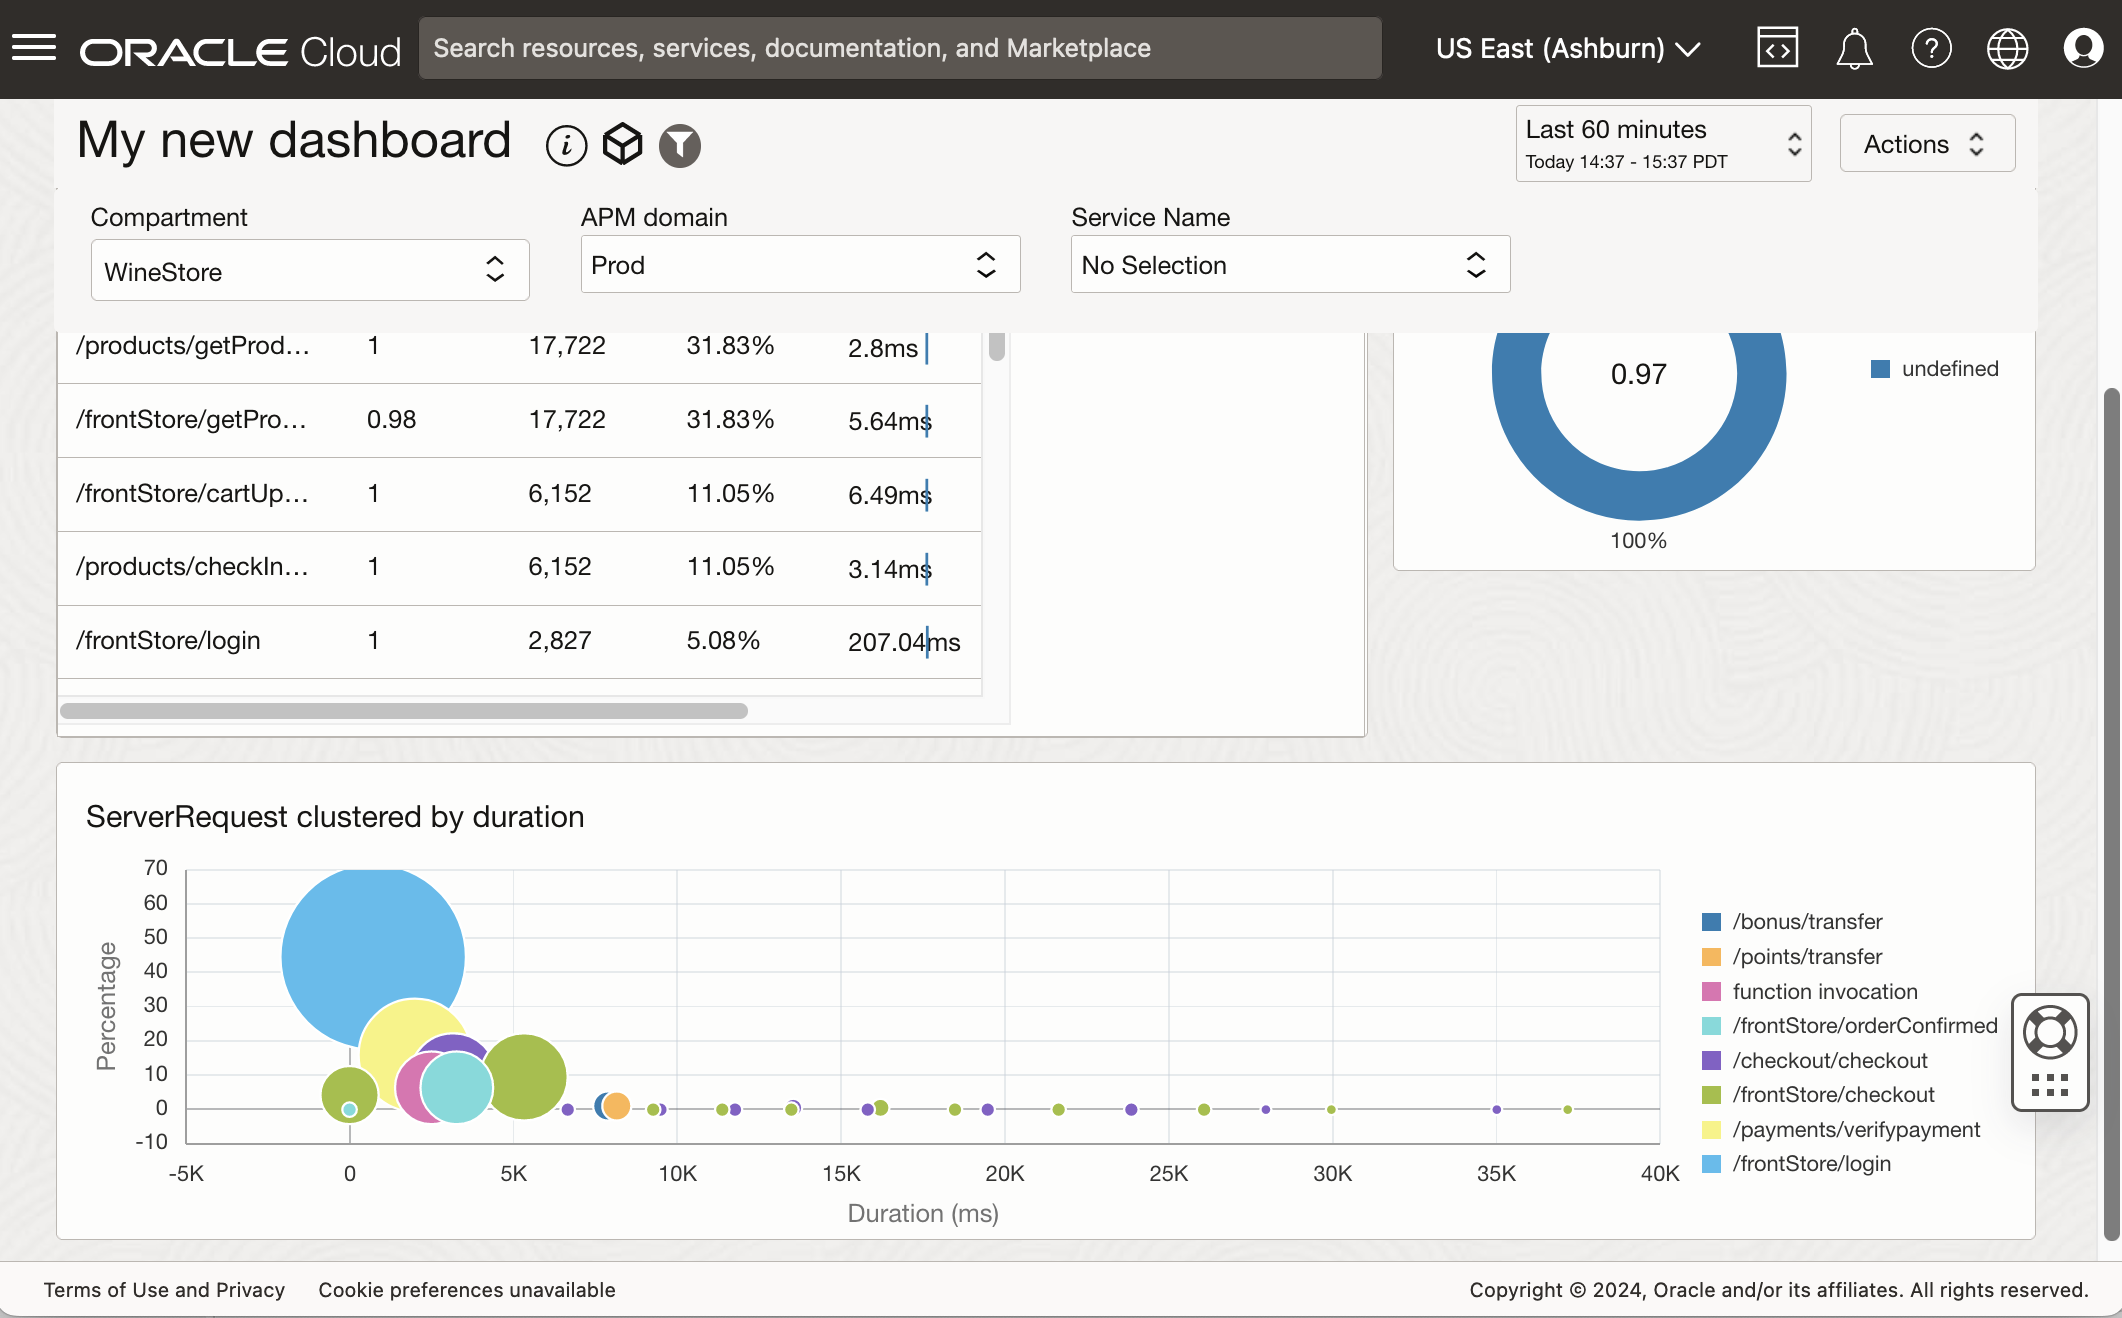 ORACLE Cloud
Search resources, services, documentation, and Marketplace
US East (Ashburn)
My new dashboard
Last 60 minutes
Today 14:37 - 15:37 PDT
Actions
Compartment
APM domain
Service Name
WineStore
Prod
No Selection
/products/getProd... 1 17,722 31.83% 2.8ms
/frontStore/getPro... 0.98 17,722 31.83% 5.64ms
/frontStore/cartUp... 1 6,152 11.05% 6.49ms
/products/checkIn... 1 6,152 11.05% 3.14ms
/frontStore/login 1 2,827 5.08% 207.04ms
0.97
undefined
100%
ServerRequest clustered by duration
Percentage
70
60
50
40
30
20
10
0
-10
-5K 0 5K 10K 15K 20K 25K 30K 35K 40K
Duration (ms)
/bonus/transfer
/points/transfer
function invocation
/frontStore/orderConfirmed
/checkout/checkout
/frontStore/checkout
/payments/verifypayment
/frontStore/login
Terms of Use and Privacy Cookie preferences unavailable
Copyright © 2024, Oracle and/or its affiliates. All rights reserved.